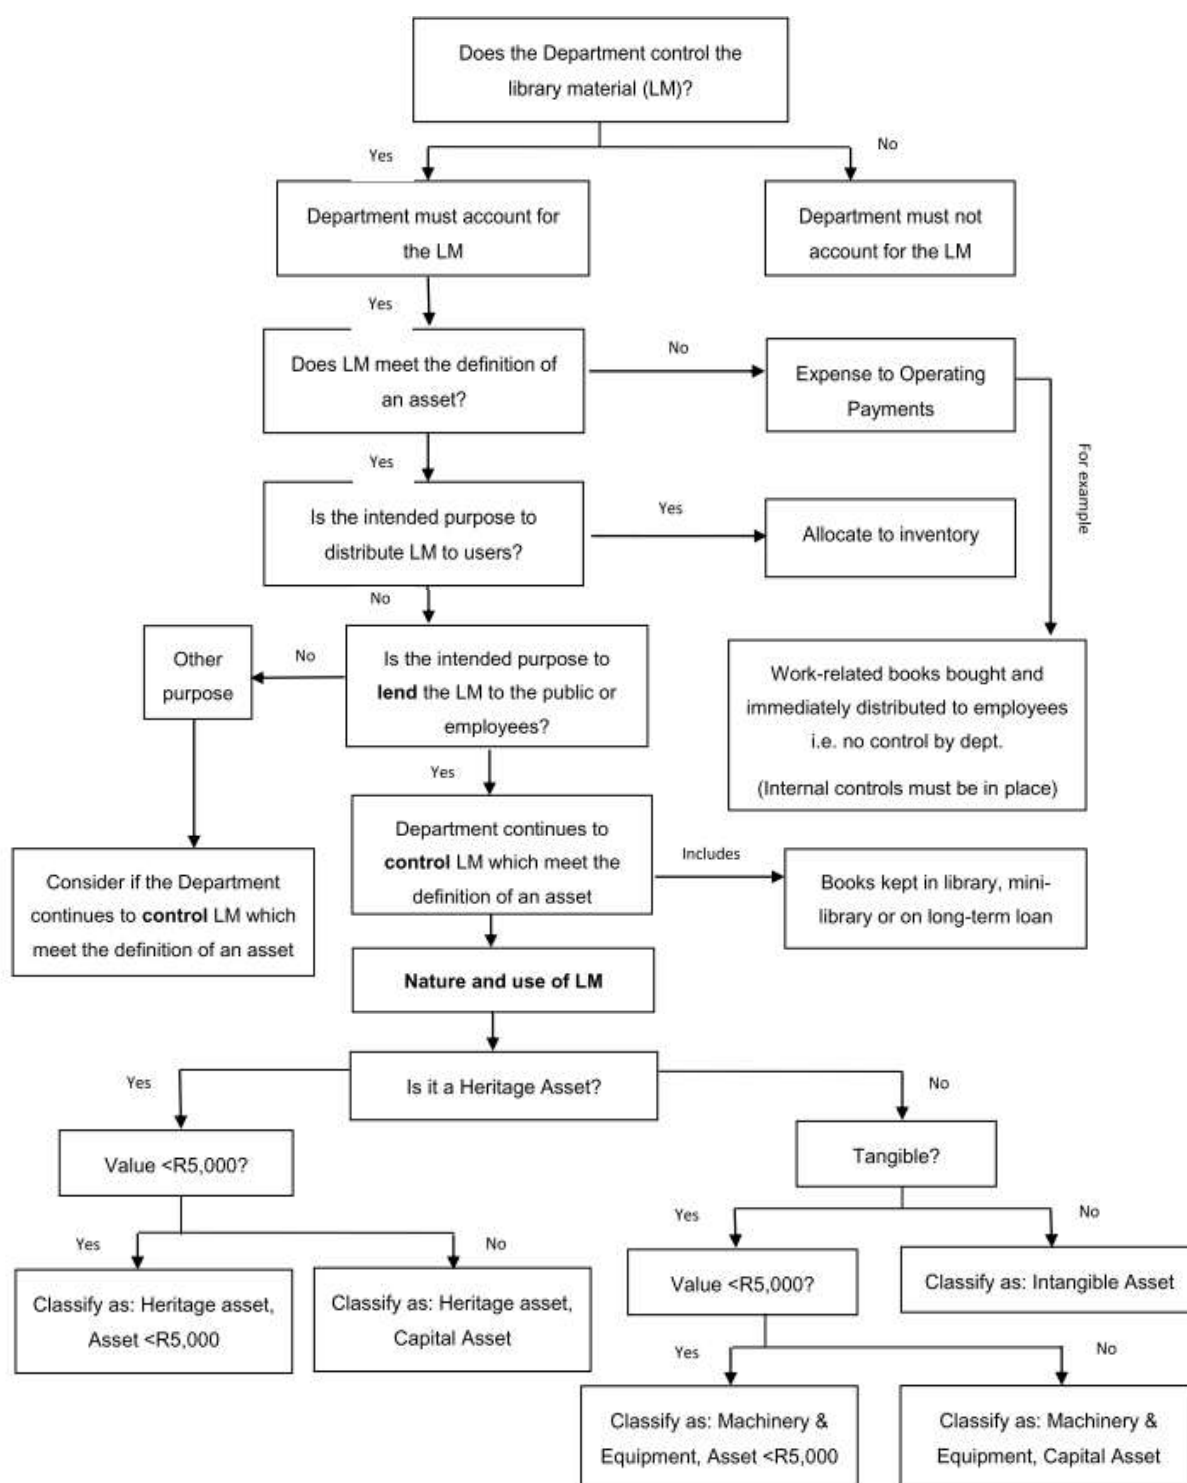 Does the Department control the
library material (LM)?
Yes
No
Department must account for
the LM
Department must not
account for the LM
Yes
Does LM meet the definition of
an asset?
No
Expense to Operating
Payments
For example
Yes
Is the intended purpose to
distribute LM to users?
Yes
Allocate to inventory
No
Other
purpose
No
Is the intended purpose to
lend the LM to the public or
employees?
Work-related books bought and
immediately distributed to employees
i.e. no control by dept.
(Internal controls must be in place)
Yes
Department continues to
control LM which meet the
definition of an asset
Includes
Books kept in library, mini-
library or on long-term loan
Consider if the Department
continues to control LM which
meet the definition of an asset
Nature and use of LM
Is it a Heritage Asset?
Yes
No
Value <R5,000?
Tangible?
Yes
No
Yes
No
Classify as: Heritage asset,
Asset <R5,000
Classify as: Heritage asset,
Capital Asset
Value <R5,000?
Classify as: Intangible Asset
Yes
No
Classify as: Machinery &
Equipment, Asset <R5,000
Classify as: Machinery &
Equipment, Capital Asset